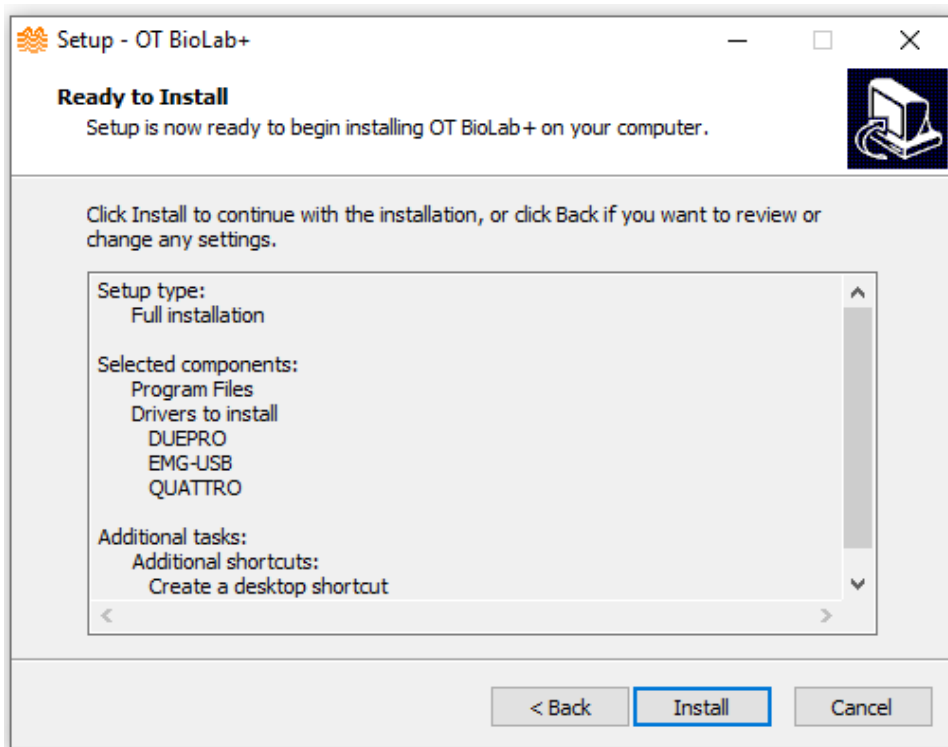 Setup - OT BioLab+
Ready to Install
Setup is now ready to begin installing OT BioLab+ on your computer.
Click Install to continue with the installation, or click Back if you want to review or
change any settings.
Setup type:
Full installation
Selected components:
Program Files
Drivers to install
DUEPRO
EMG-USB
QUATTRO
Additional tasks:
Additional shortcuts:
Create a desktop shortcut
< Back Install Cancel